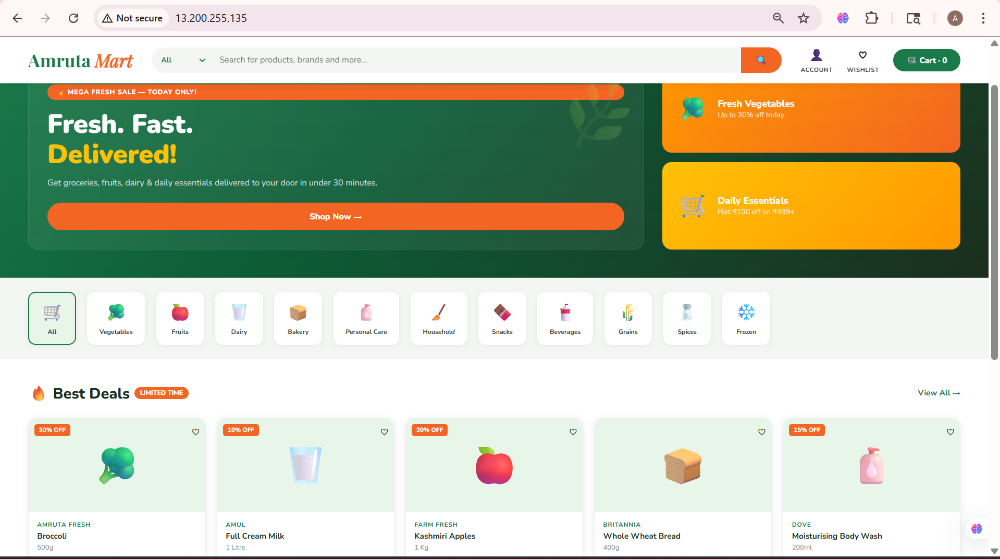 Not secure
13.200.255.135
A
Amruta Mart
All
Search for products, brands and more...
ACCOUNT
WISHLIST
Cart · 0
MEGA FRESH SALE — TODAY ONLY!
Fresh. Fast.
Delivered!
Get groceries, fruits, dairy & daily essentials delivered to your door in under 30 minutes.
Shop Now →
Fresh Vegetables
Up to 30% off today
Daily Essentials
Flat ₹100 off on ₹499+
All
Vegetables
Fruits
Dairy
Bakery
Personal Care
Household
Snacks
Beverages
Grains
Spices
Frozen
Best Deals
LIMITED TIME
View All →
30% OFF
AMRUTA FRESH
Broccoli
500g
10% OFF
AMUL
Full Cream Milk
1 Litre
20% OFF
FARM FRESH
Kashmiri Apples
1 Kg
BRITANNIA
Whole Wheat Bread
400g
15% OFF
DOVE
Moisturising Body Wash
200ml